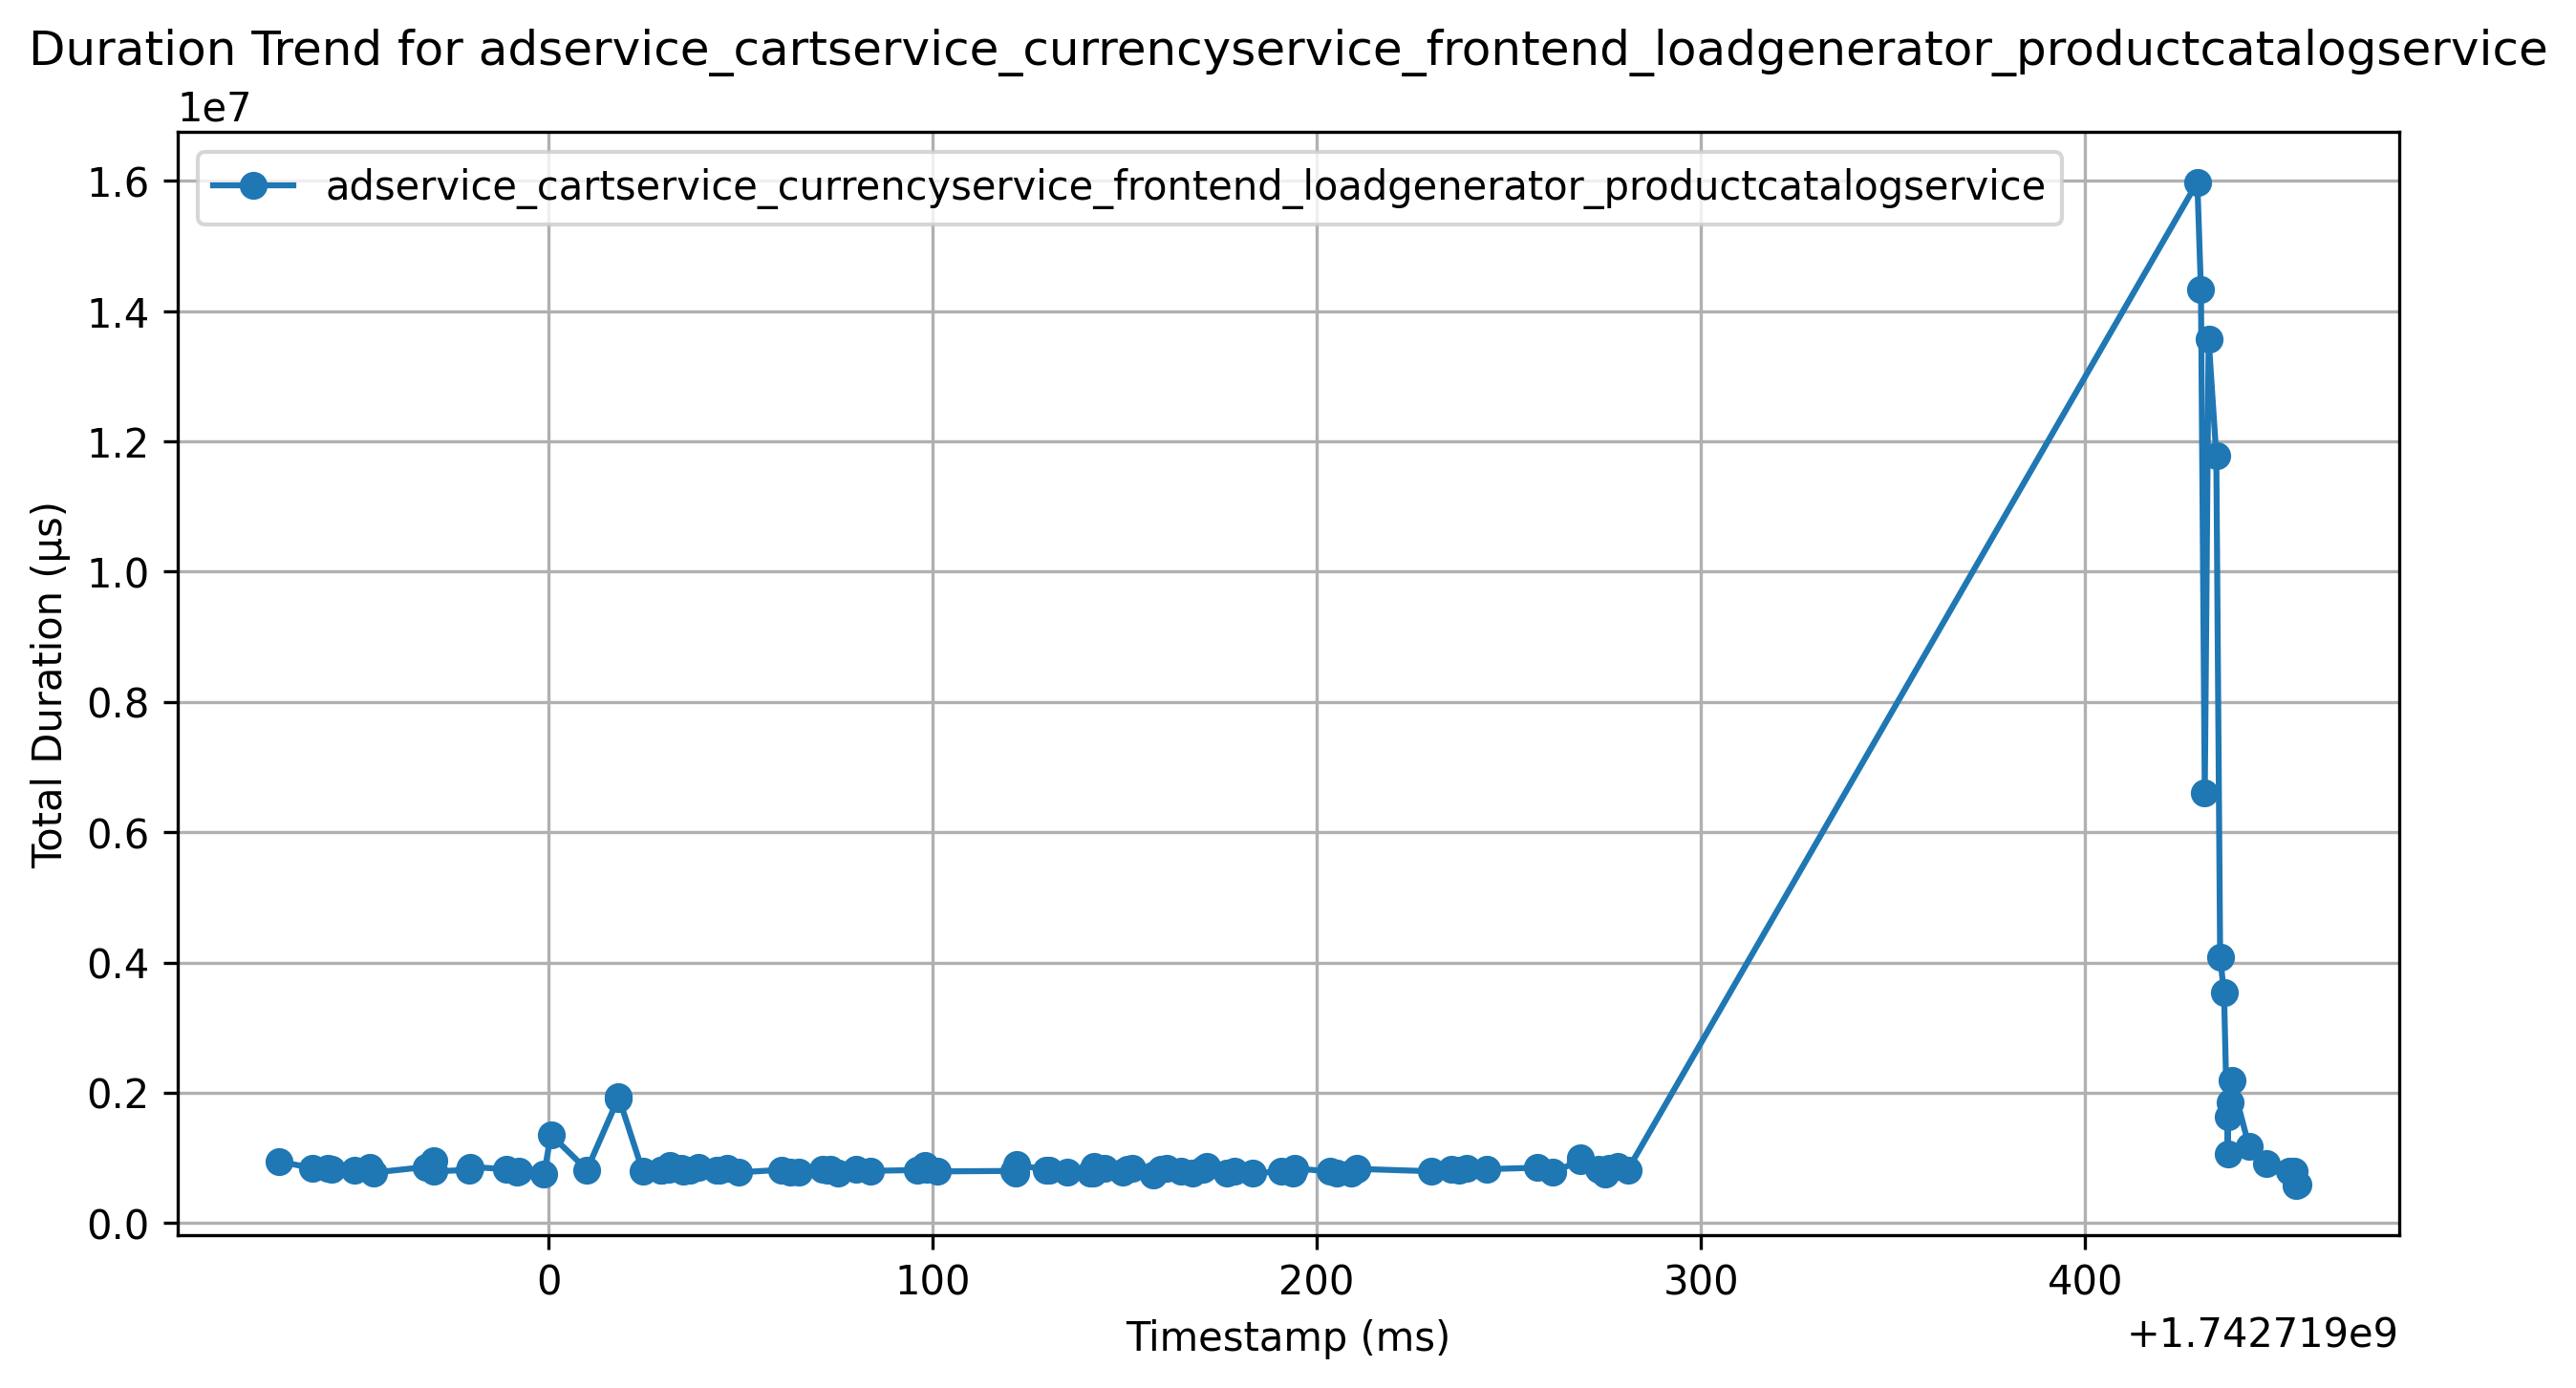 Duration Trend for adservice_cartservice_currencyservice_frontend_loadgenerator_productcatalogservice
1e7
adservice_cartservice_currencyservice_frontend_loadgenerator_productcatalogservice
1.6
1.4
1.2
1.0
0.8
0.6
0.4
0.2
0.0
Total Duration (µs)
0 100 200 300 400
Timestamp (ms)
+1.742719e9